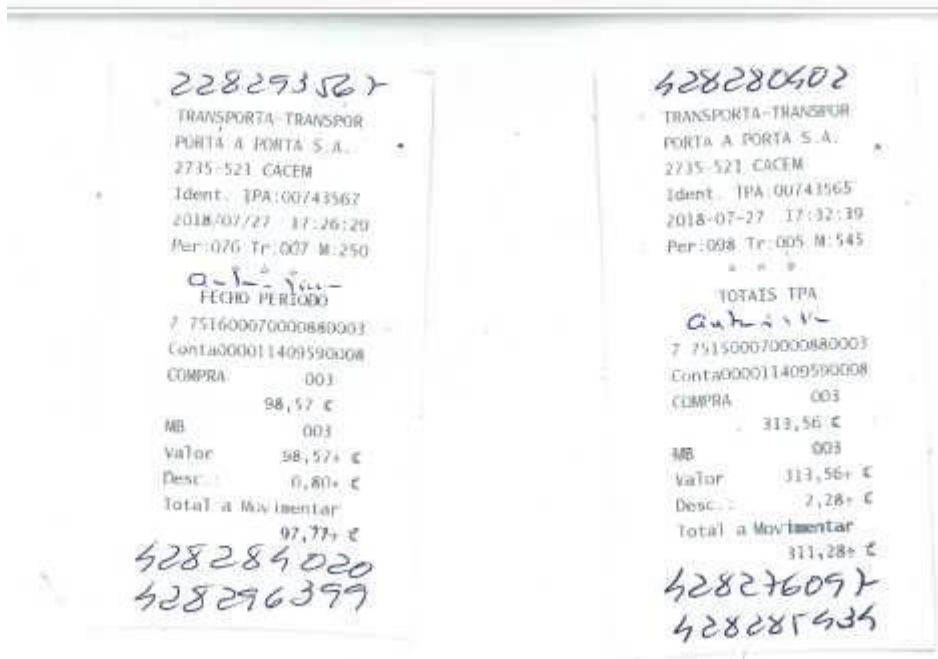 228293567
TRANSPORTA-TRANSPOR
PORTA A PORTA S.A.
2735-521 CACEM
Ident. TPA:00743567
2018/07/27 17:26:29
Per:076 Tr:007 M:250
FECHO PERIODO
7 751600070000880003
Conta000011409590008
COMPRA 003
98,57 €
MB 003
Valor 98,57+ €
Desc.: 0,80- €
Total a Movimentar
97,77+ €
428284020
428296399
428280402
TRANSPORTA-TRANSPOR
PORTA A PORTA S.A.
2735-521 CACEM
Ident. TPA:00743565
2018-07-27 17:32:39
Per:098 Tr:005 M:545
* * *
TOTAIS TPA
7 751500070000880003
Conta000011409590008
COMPRA 003
313,56 €
MB 003
Valor 313,56+ €
Desc.: 2,28- €
Total a Movimentar
311,28+ €
428276097
428285434